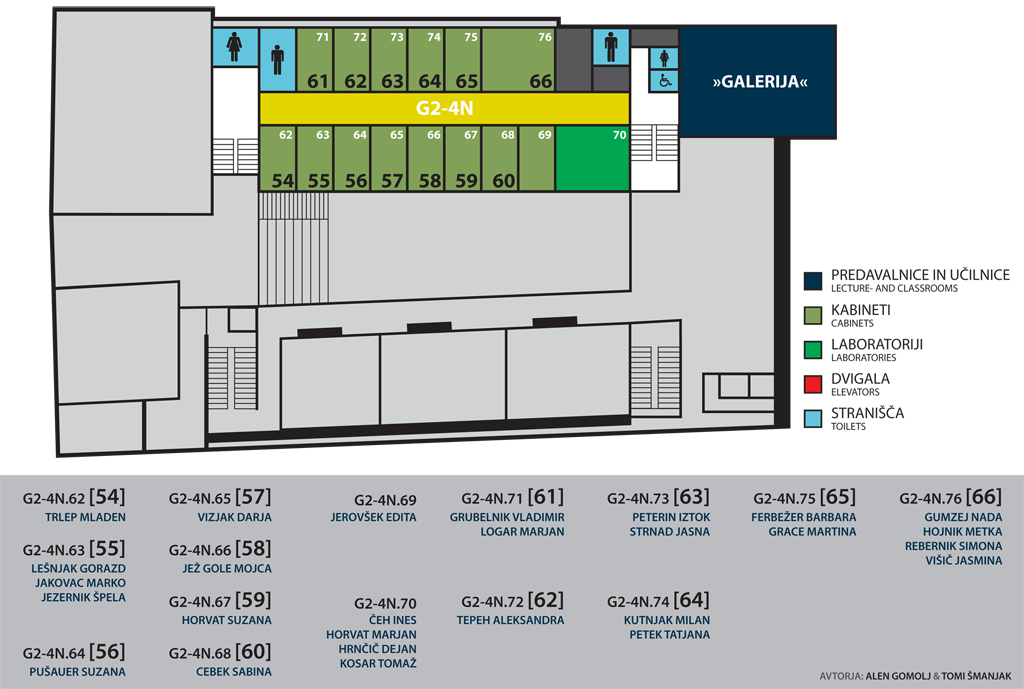 71 72 73 74 75 76
61 62 63 64 65 66
»GALERIJA«
G2-4N
62 63 64 65 66 67 68 69 70
54 55 56 57 58 59 60
PREDAVALNICE IN UČILNICE
LECTURE- AND CLASSROOMS
KABINETI
CABINETS
LABORATORIJI
LABORATORIES
DVIGALA
ELEVATORS
STRANIŠČA
TOILETS
G2-4N.62 [54]
TRLEP MLADEN
G2-4N.63 [55]
LEŠNJAK GORAZD
JAKOVAC MARKO
JEZERNIK ŠPELA
G2-4N.64 [56]
PUŠAUER SUZANA
G2-4N.65 [57]
VIZJAK DARJA
G2-4N.66 [58]
JEŽ GOLE MOJCA
G2-4N.67 [59]
HORVAT SUZANA
G2-4N.68 [60]
CEBEK SABINA
G2-4N.69
JEROVŠEK EDITA
G2-4N.70
ČEH INES
HORVAT MARJAN
HRNČIČ DEJAN
KOSAR TOMAŽ
G2-4N.71 [61]
GRUBELNIK VLADIMIR
LOGAR MARJAN
G2-4N.72 [62]
TEPEH ALEKSANDRA
G2-4N.73 [63]
PETERIN IZTOK
STRNAD JASNA
G2-4N.74 [64]
KUTNJAK MILAN
PETEK TATJANA
G2-4N.75 [65]
FERBEŽER BARBARA
GRACE MARTINA
G2-4N.76 [66]
GUMZEJ NADA
HOJNIK METKA
REBERNIK SIMONA
VIŠIČ JASMINA
AVTORJA: ALEN GOMOLJ & TOMI ŠMANJAK